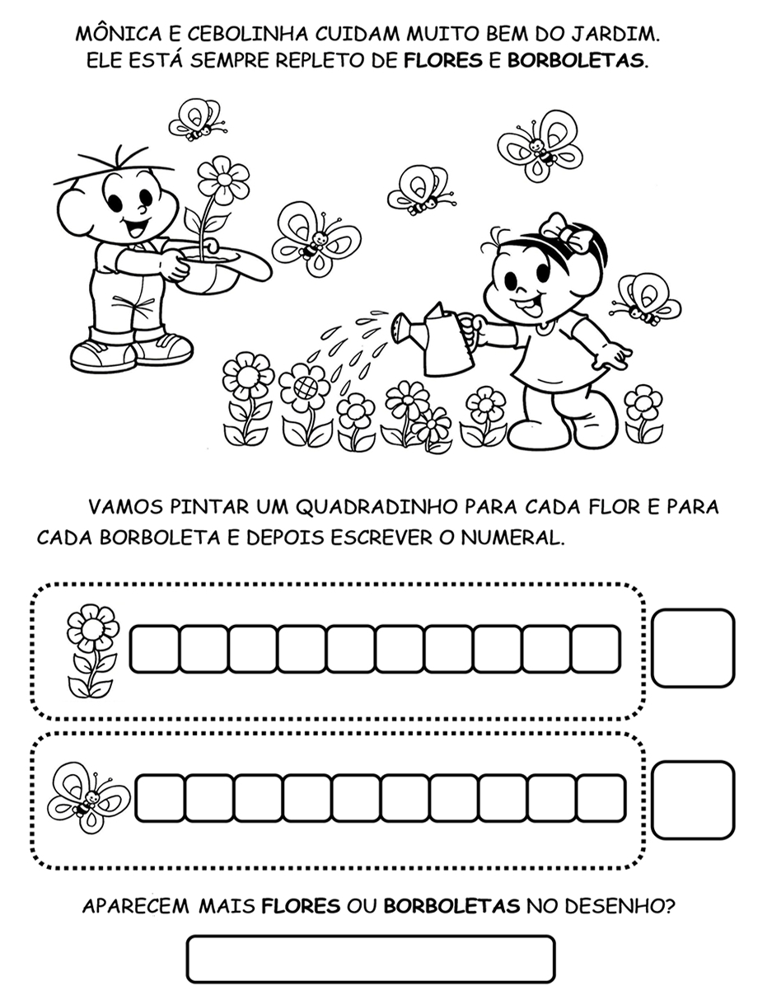 MÔNICA E CEBOLINHA CUIDAM MUITO BEM DO JARDIM.
ELE ESTÁ SEMPRE REPLETO DE FLORES E BORBOLETAS.
VAMOS PINTAR UM QUADRADINHO PARA CADA FLOR E PARA
CADA BORBOLETA E DEPOIS ESCREVER O NUMERAL.
APARECEM MAIS FLORES OU BORBOLETAS NO DESENHO?